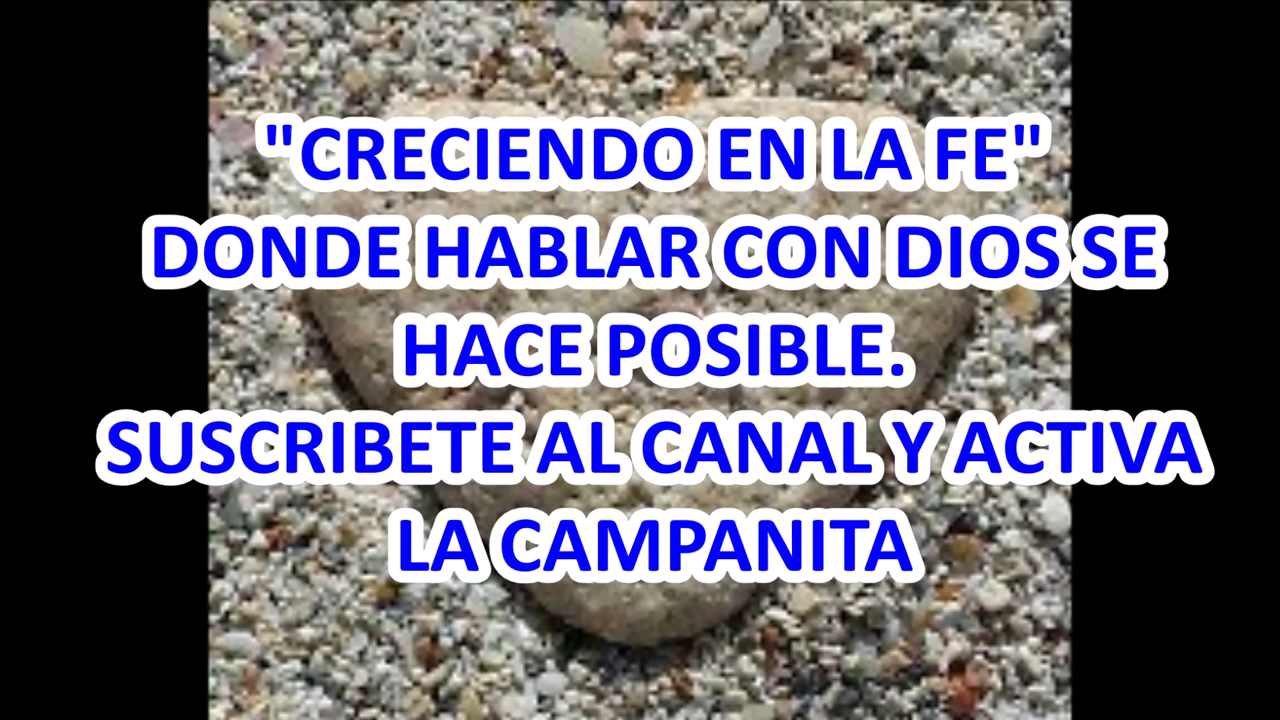 "CRECIENDO EN LA FE"
DONDE HABLAR CON DIOS SE
HACE POSIBLE.
SUSCRIBETE AL CANAL Y ACTIVA
LA CAMPANITA